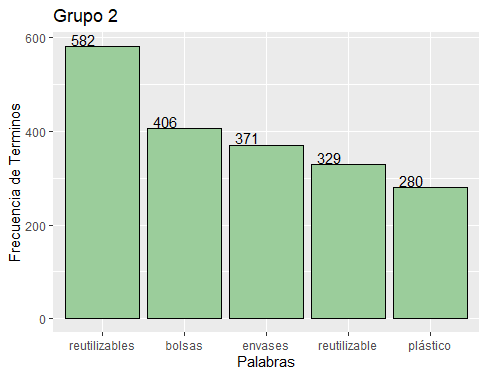 Grupo 2
Frecuencia de Terminos
600
400
200
0
582
406
371
329
280
reutilizables bolsas envases reutilizable plástico
Palabras